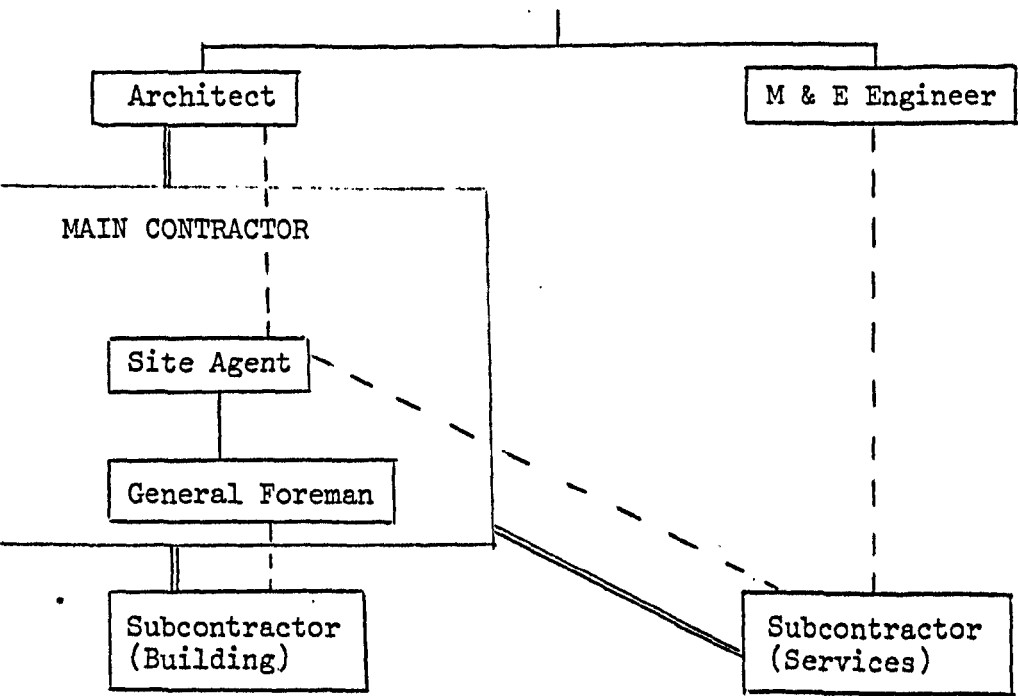 Architect
M & E Engineer
MAIN CONTRACTOR
Site Agent
General Foreman
Subcontractor
(Building)
Subcontractor
(Services)